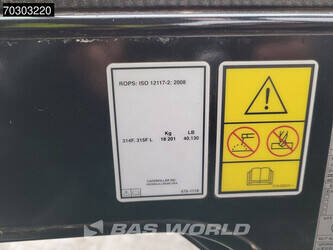 70303220
ROPS: ISO 12117-2: 2008
Kg LB
314F, 315F L 18 201 40,130
CATERPILLAR INC.
BAS WORLD